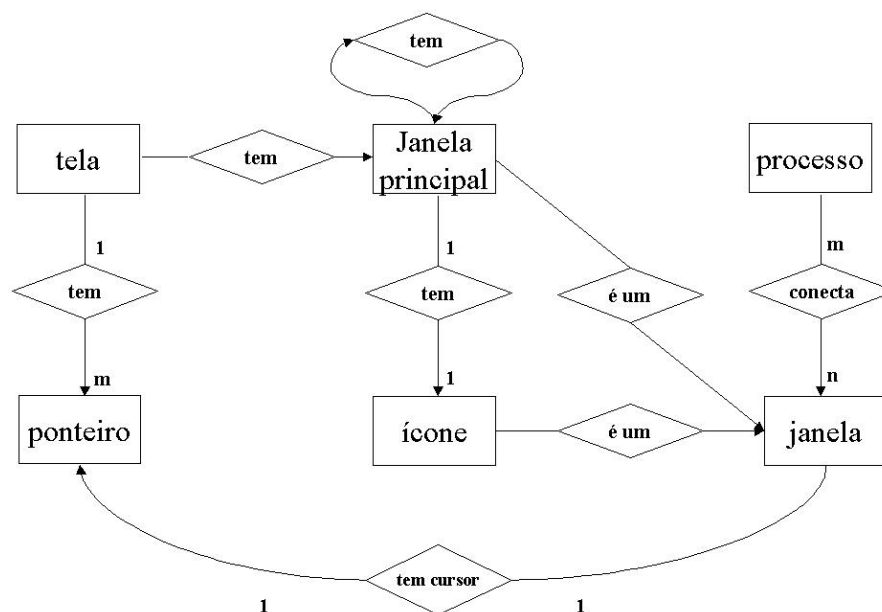 tem
tela
tem
Janela
principal
processo
1
1
m
tem
tem
é um
conecta
m
1
n
ponteiro
ícone
é um
janela
tem cursor
1
1